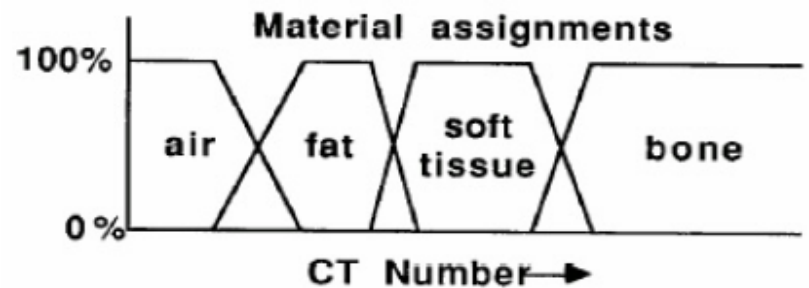 Material assignments
100%
air
fat
soft
tissue
bone
0%
CT Number